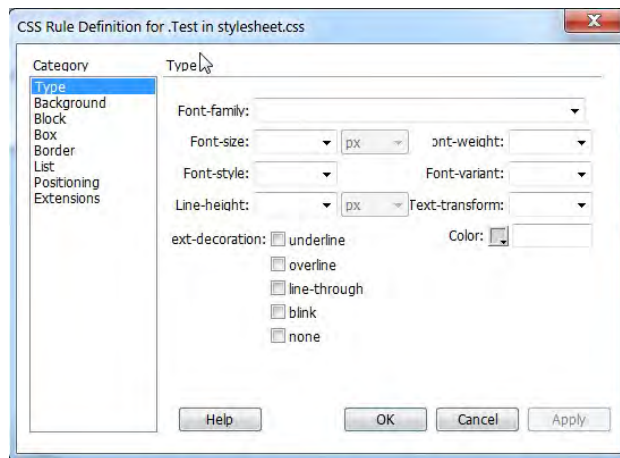 CSS Rule Definition for .Test in stylesheet.css
Category
Type
Type
Background
Block
Box
Border
List
Positioning
Extensions
Font-family:
Font-size: px ont-weight:
Font-style: Font-variant:
Line-height: px Text-transform:
ext-decoration: underline Color:
overline
line-through
blink
none
Help OK Cancel Apply